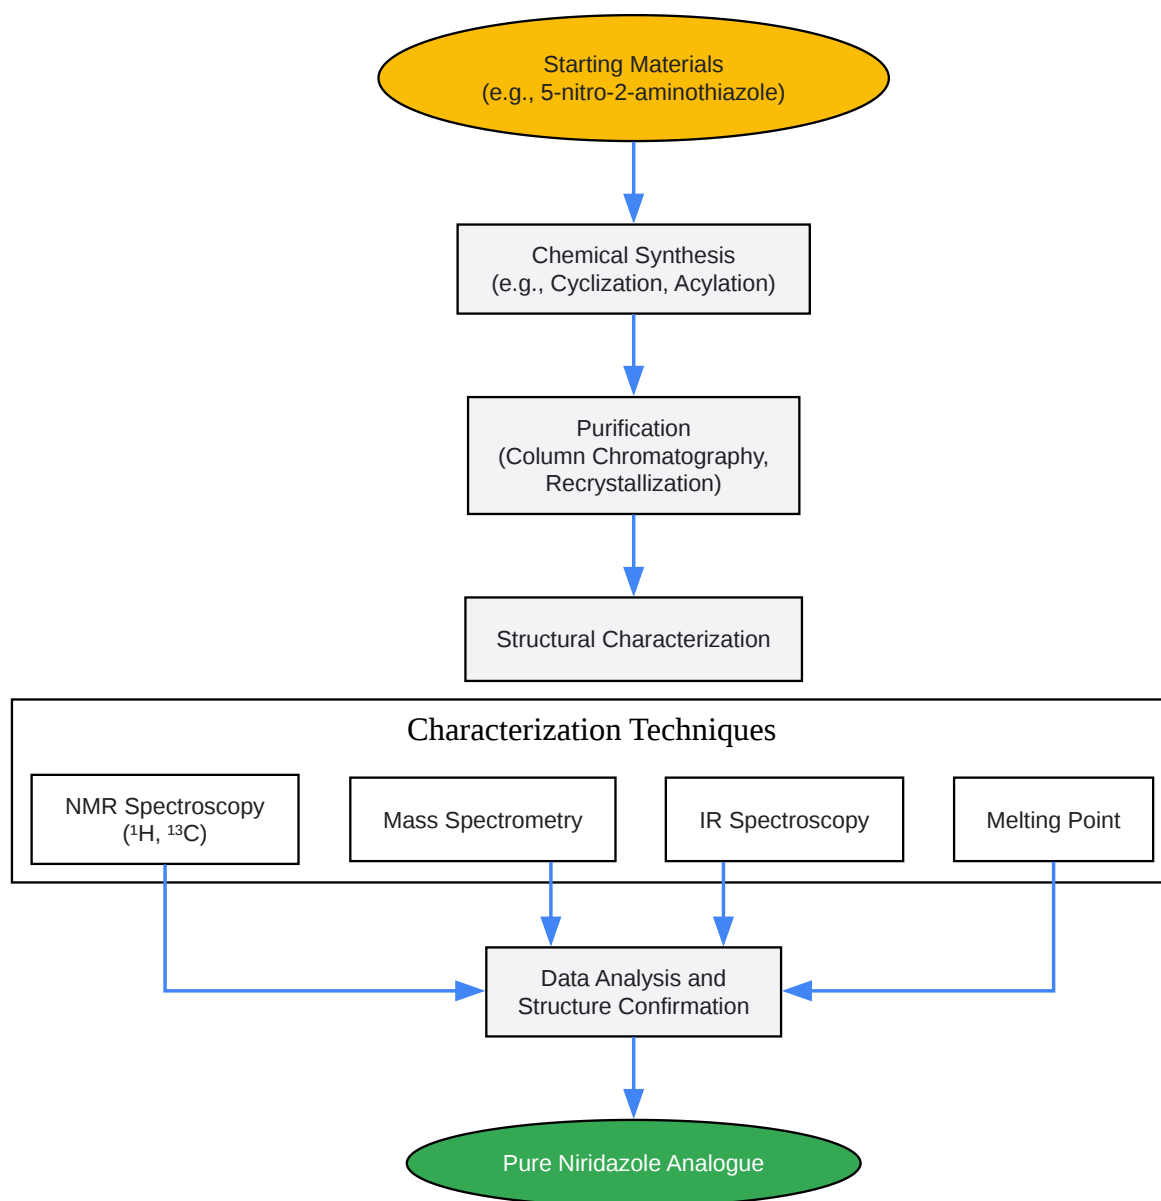 Starting Materials
(e.g., 5-nitro-2-aminothiazole)
Chemical Synthesis
(e.g., Cyclization, Acylation)
Purification
(Column Chromatography,
Recrystallization)
Structural Characterization
Characterization Techniques
NMR Spectroscopy
(¹H, ¹³C)
Mass Spectrometry
IR Spectroscopy
Melting Point
Data Analysis and
Structure Confirmation
Pure Niridazole Analogue